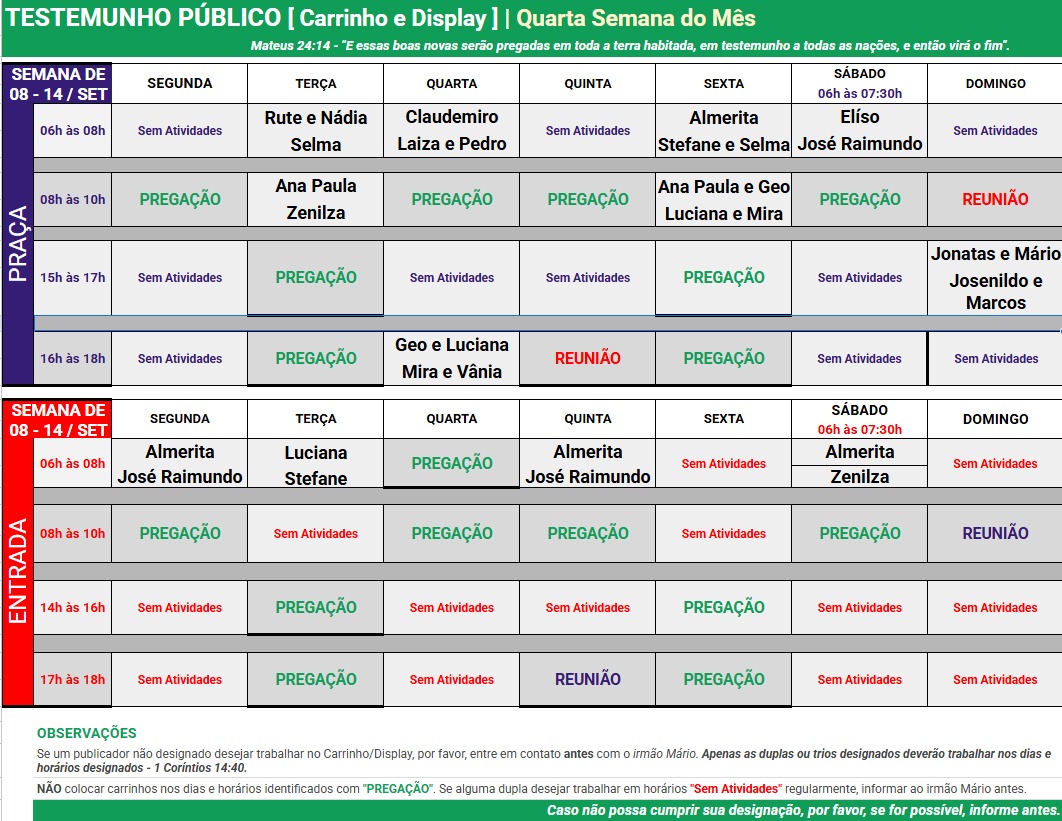 TESTEMUNHO PÚBLICO [ Carrinho e Display ] | Quarta Semana do Mês
Mateus 24:14 - "E essas boas novas serão pregadas em toda a terra habitada, em testemunho a todas as nações, e então virá o fim".
SEMANA DE
08 - 14 / SET
SEGUNDA
TERÇA
QUARTA
QUINTA
SEXTA
SÁBADO
06h às 07:30h
DOMINGO
PRAÇA
06h às 08h
Sem Atividades
Rute e Nádia
Selma
Claudemiro
Laiza e Pedro
Sem Atividades
Almerita
Stefane e Selma
Elíso
José Raimundo
Sem Atividades
08h às 10h
PREGAÇÃO
Ana Paula
Zenilza
PREGAÇÃO
PREGAÇÃO
Ana Paula e Geo
Luciana e Mira
PREGAÇÃO
REUNIÃO
15h às 17h
Sem Atividades
PREGAÇÃO
Sem Atividades
Sem Atividades
PREGAÇÃO
Sem Atividades
Jonatas e Mário
Josenildo e
Marcos
16h às 18h
Sem Atividades
PREGAÇÃO
Geo e Luciana
Mira e Vânia
REUNIÃO
PREGAÇÃO
Sem Atividades
Sem Atividades
SEMANA DE
08 - 14 / SET
SEGUNDA
TERÇA
QUARTA
QUINTA
SEXTA
SÁBADO
06h às 07:30h
DOMINGO
ENTRADA
06h às 08h
Almerita
José Raimundo
Luciana
Stefane
PREGAÇÃO
Almerita
José Raimundo
Sem Atividades
Almerita
Zenilza
Sem Atividades
08h às 10h
PREGAÇÃO
Sem Atividades
PREGAÇÃO
PREGAÇÃO
Sem Atividades
PREGAÇÃO
REUNIÃO
14h às 16h
Sem Atividades
PREGAÇÃO
Sem Atividades
Sem Atividades
PREGAÇÃO
Sem Atividades
Sem Atividades
17h às 18h
Sem Atividades
PREGAÇÃO
Sem Atividades
REUNIÃO
PREGAÇÃO
Sem Atividades
Sem Atividades
OBSERVAÇÕES
Se um publicador não designado desejar trabalhar no Carrinho/Display, por favor, entre em contato antes com o irmão Mário. Apenas as duplas ou trios designados deverão trabalhar nos dias e
horários designados - 1 Coríntios 14:40.
NÃO colocar carrinhos nos dias e horários identificados com "PREGAÇÃO". Se alguma dupla desejar trabalhar em horários "Sem Atividades" regularmente, informar ao irmão Mário antes.
Caso não possa cumprir sua designação, por favor, se for possível, informe antes.